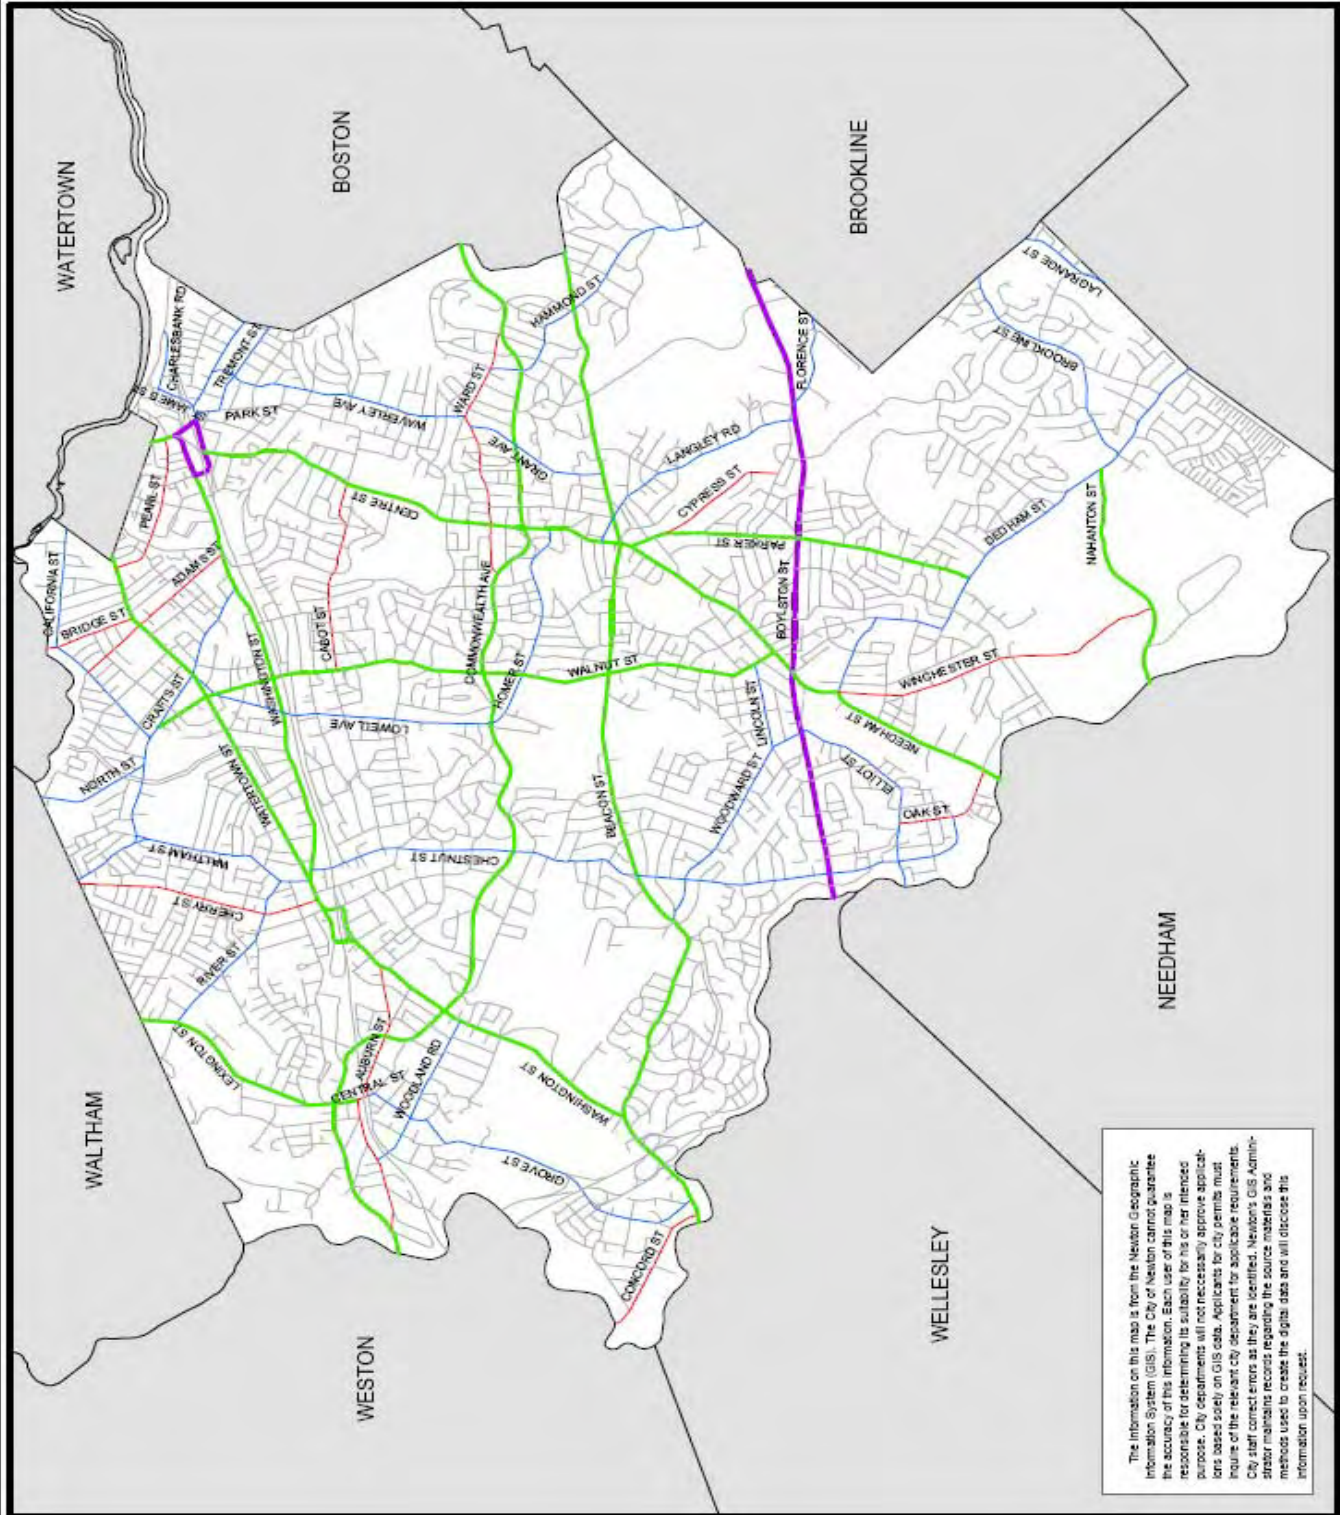 WATERTOWN
BOSTON
BROOKLINE
WALTHAM
WESTON
WELLESLEY
NEEDHAM
CHARLESBANK RD
TREMONT ST
ST JAMES ST
PARK ST
WAVERLEY AVE
WARD ST
HAMMOND ST
GRANT AVE
LANGLEY RD
CYPRESS ST
FLORENCE ST
LAGRANGE ST
BROOKLINE ST
DEDHAM ST
NAHANTON ST
PEARL ST
CENTRE ST
PARKER ST
BOYLSTON ST
CALIFORNIA ST
BRIDGE ST
ADAMS ST
CABOT ST
COMMONWEALTH AVE
HOMER ST
WALNUT ST
WASHINGTON ST
CRAFTS ST
LOWELL AVE
LINCOLN ST
WINCHESTER ST
NEEDHAM ST
ELLIOT ST
OAK ST
WOODWARD ST
BEACON ST
NORTH ST
WATERTOWN ST
WALTHAM ST
CHESTNUT ST
CHERRY ST
RIVER ST
LEXINGTON ST
AUBURN ST
CENTRAL ST
WOODLAND RD
WASHINGTON ST
GROVE ST
CONCORD ST
The information on this map is from the Newton Geographic
Information System (GIS). The City of Newton cannot guarantee
the accuracy of this information. Each user of this map is
responsible for determining its suitability for his or her intended
purpose. City departments will not necessarily approve applicat-
ions based solely on GIS data. Applicants for city permits must
inquire of the relevant city department for applicable requirements.
City staff correct errors as they are identified. Newton's GIS Admini-
strator maintains records regarding the source materials and
methods used to create the digital data and will disclose this
information upon request.